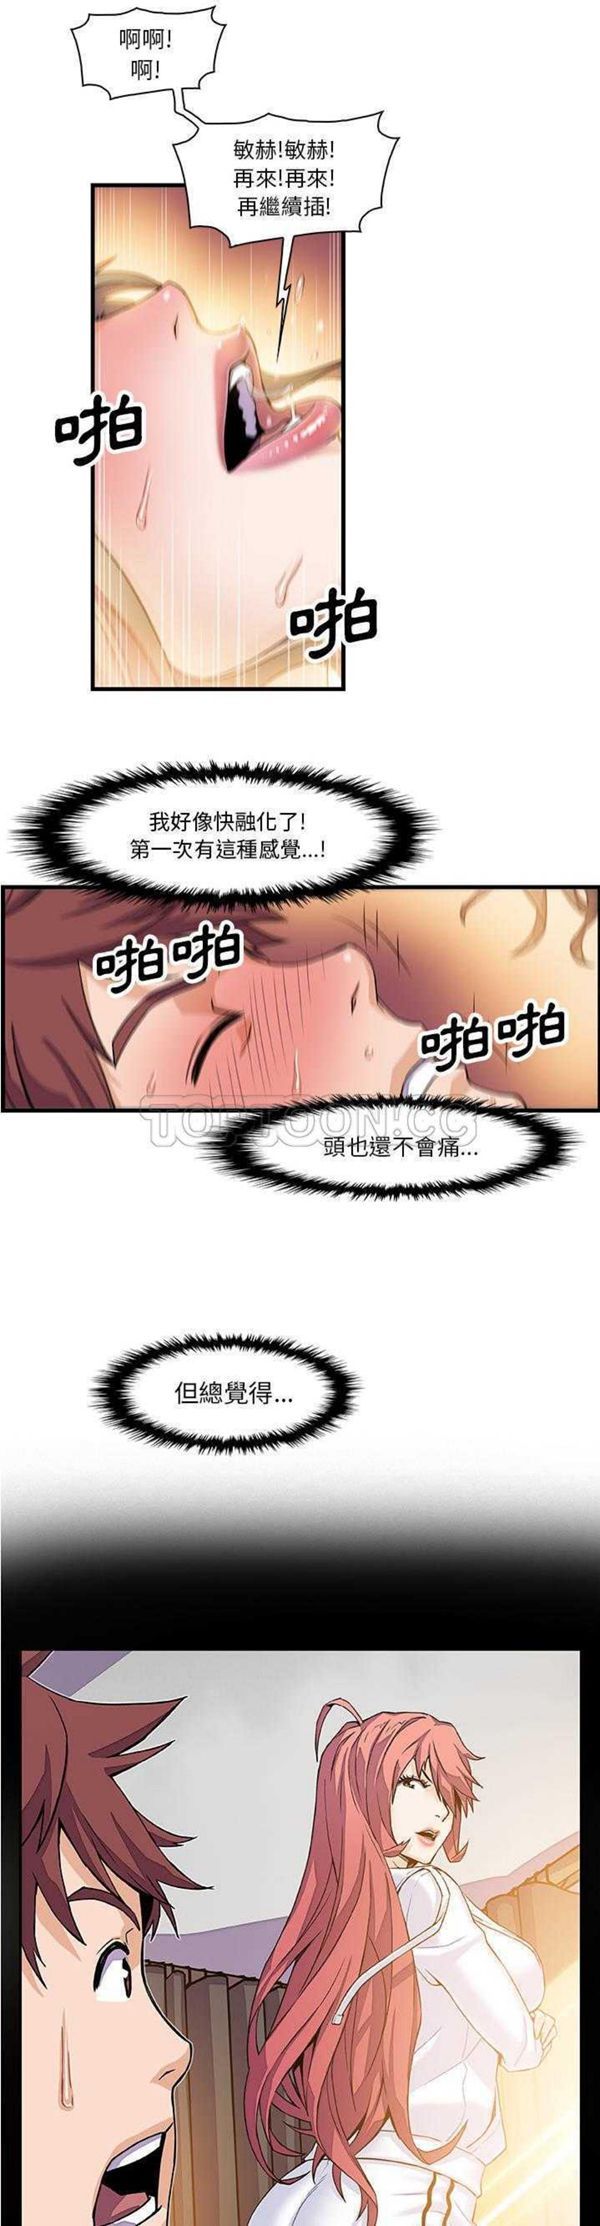 啊啊!
啊!
敏赫!敏赫!
再來!再來!
再繼續插!
啪
啪
我好像快融化了!
第一次有這種感覺...!
啪啪
啪啪
TOPTOON.CC
頭也還不會痛...
但總覺得...